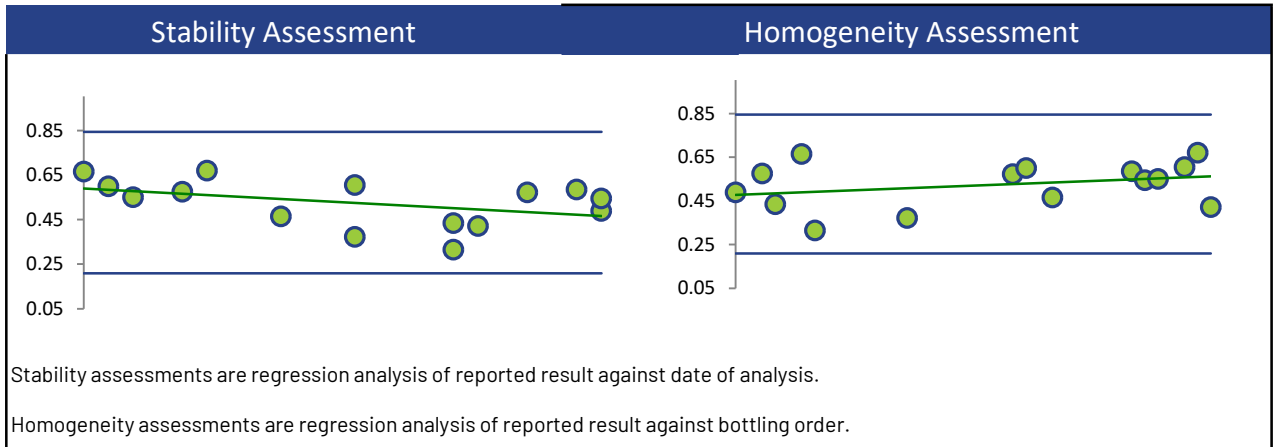 Stability Assessment
Homogeneity Assessment
0.85
0.65
0.45
0.25
0.05
0.85
0.65
0.45
0.25
0.05
Stability assessments are regression analysis of reported result against date of analysis.
Homogeneity assessments are regression analysis of reported result against bottling order.